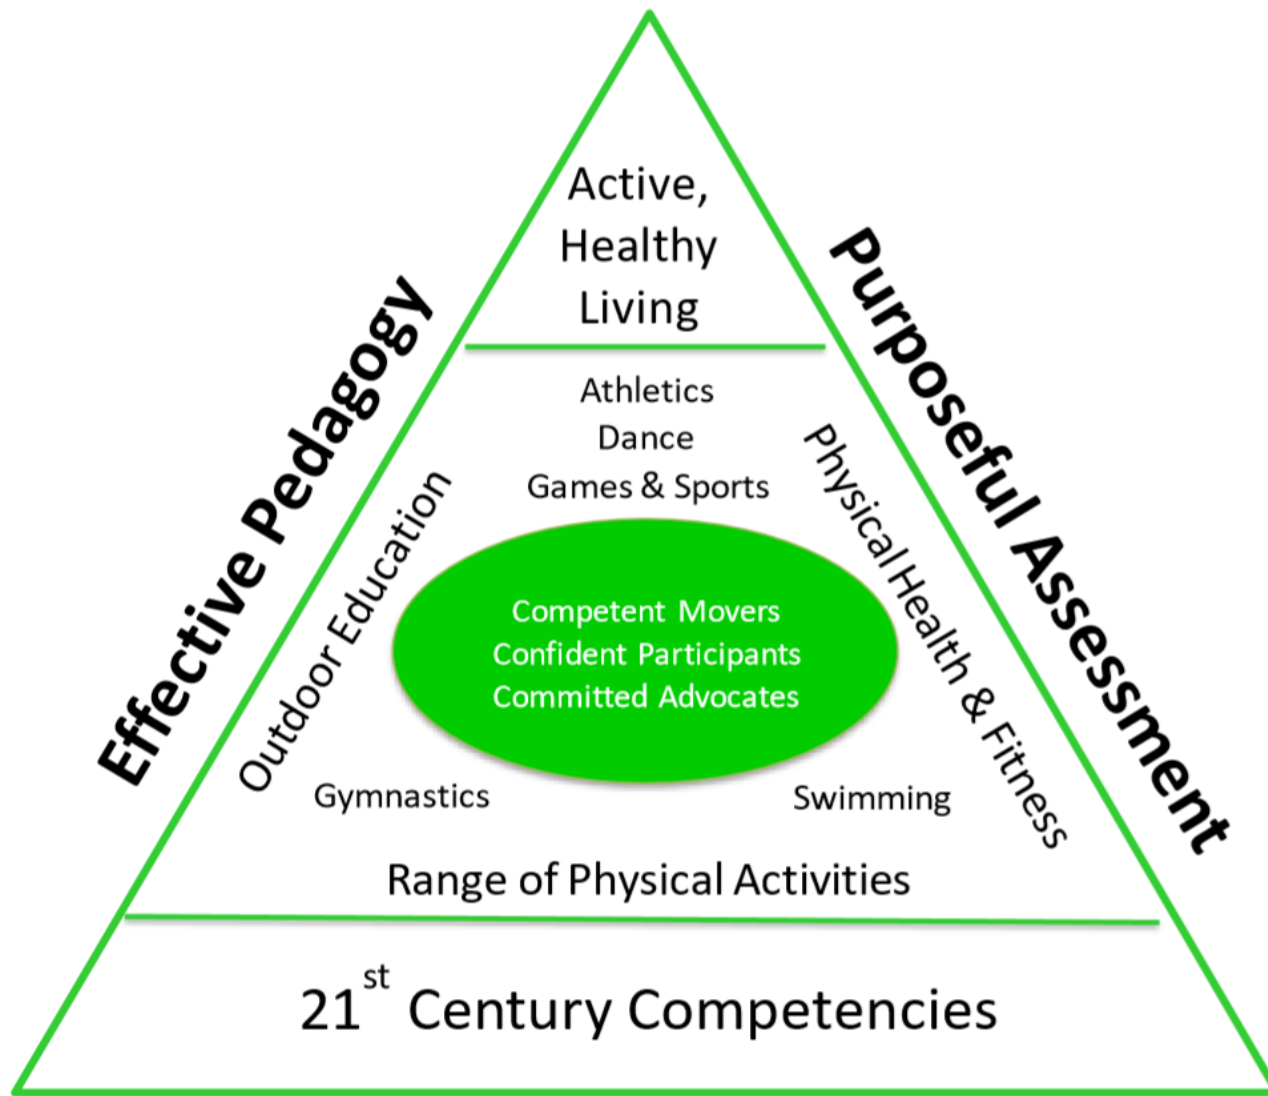 Active,
Healthy
Living
Effective Pedagogy
Purposeful Assessment
Athletics
Dance
Games & Sports
Outdoor Education
Physical Health & Fitness
Competent Movers
Confident Participants
Committed Advocates
Gymnastics
Swimming
Range of Physical Activities
21st Century Competencies